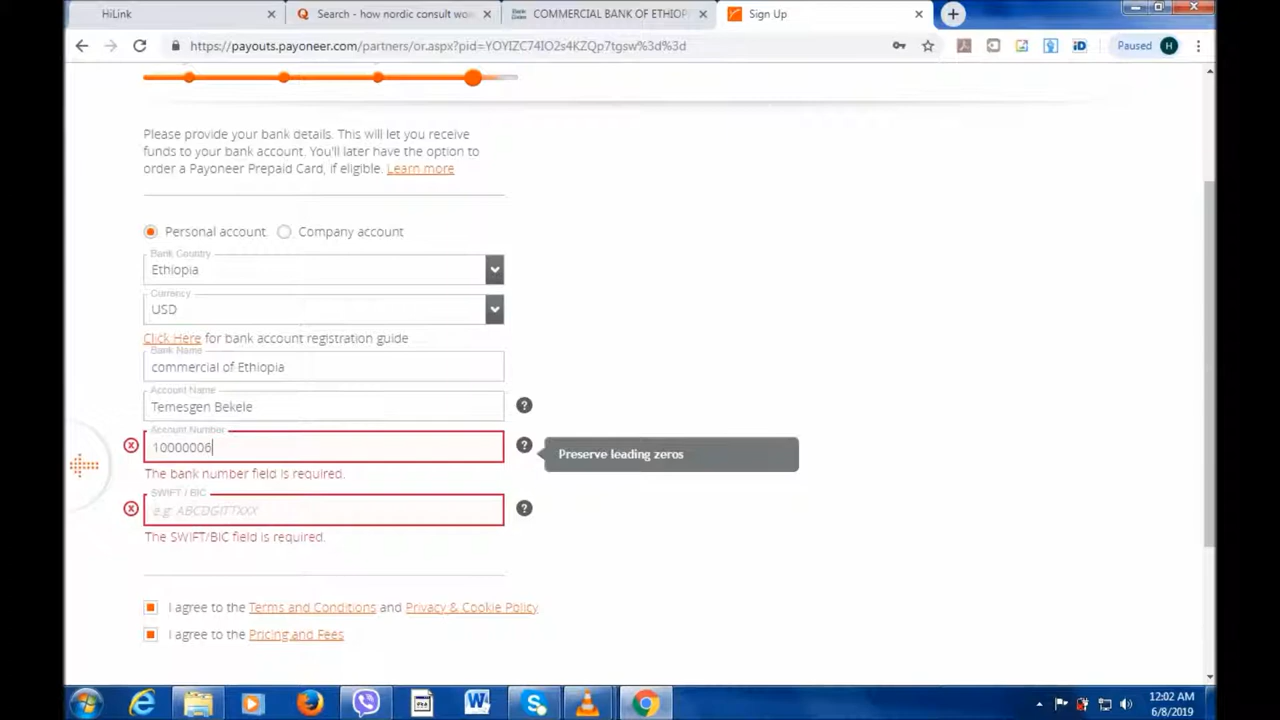 HiLink
Search - how nordic consult wo
COMMERCIAL BANK OF ETHIOP
Sign Up
https://payouts.payoneer.com/partners/or.aspx?pid=YOYIZC74IO2s4KZQp7tgsw%3d%3d
iD
Paused
H
Please provide your bank details. This will let you receive
funds to your bank account. You'll later have the option to
order a Payoneer Prepaid Card, if eligible. Learn more
Personal account Company account
Bank Country
Ethiopia
Currency
USD
Click Here for bank account registration guide
Bank Name
commercial of Ethiopia
Account Name
Temesgen Bekele
?
Account Number
10000006
?
Preserve leading zeros
The bank number field is required.
SWIFT / BIC
e.g: ABCDGITTXXX
?
The SWIFT/BIC field is required.
I agree to the Terms and Conditions and Privacy & Cookie Policy
I agree to the Pricing and Fees
12:02 AM
6/8/2019